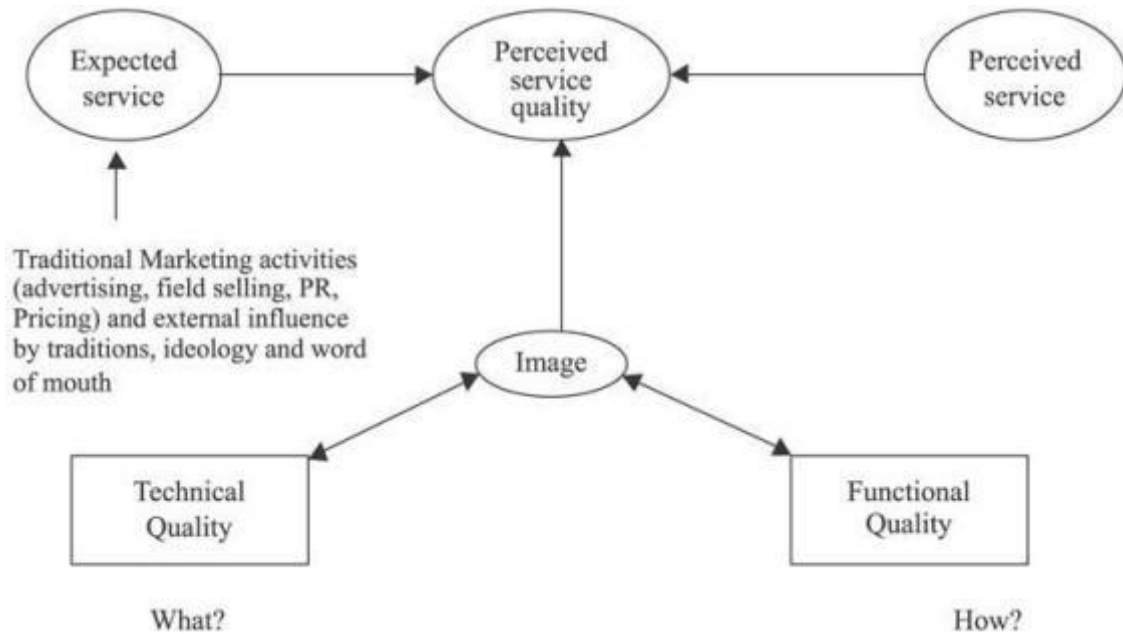 Expected
service
Perceived
service
quality
Perceived
service
Traditional Marketing activities
(advertising, field selling, PR,
Pricing) and external influence
by traditions, ideology and word
of mouth
Image
Technical
Quality
Functional
Quality
What?
How?